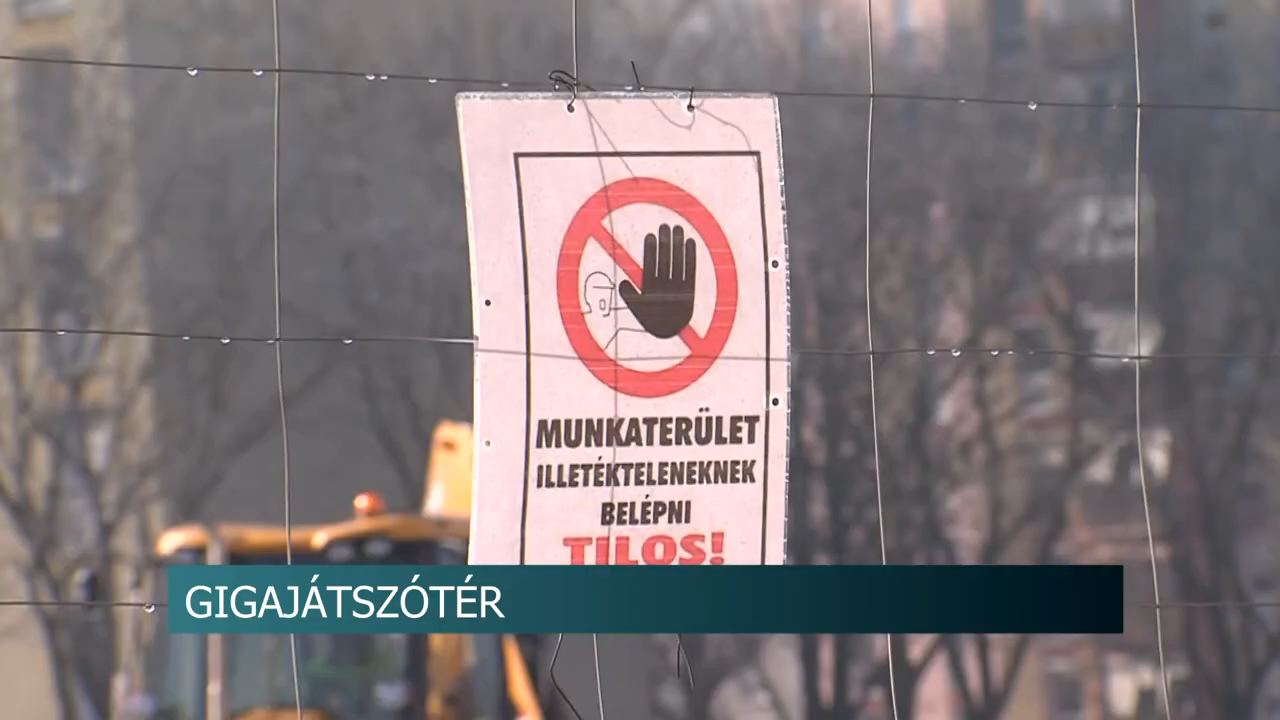 MUNKATERÜLET
ILLETÉKTELENEKNEK
BELÉPNI
TILOS!
GIGAJÁTSZÓTÉR